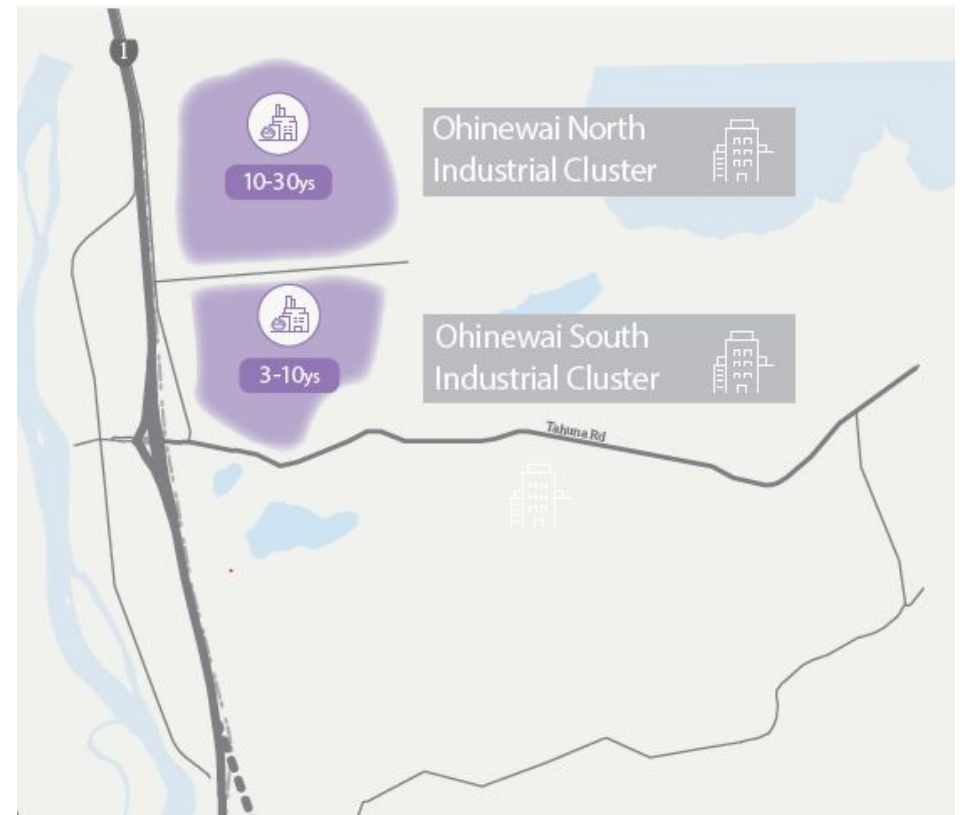 1
Ohinewai North
Industrial Cluster
10-30ys
Ohinewai South
Industrial Cluster
3-10ys
Tahuna Rd